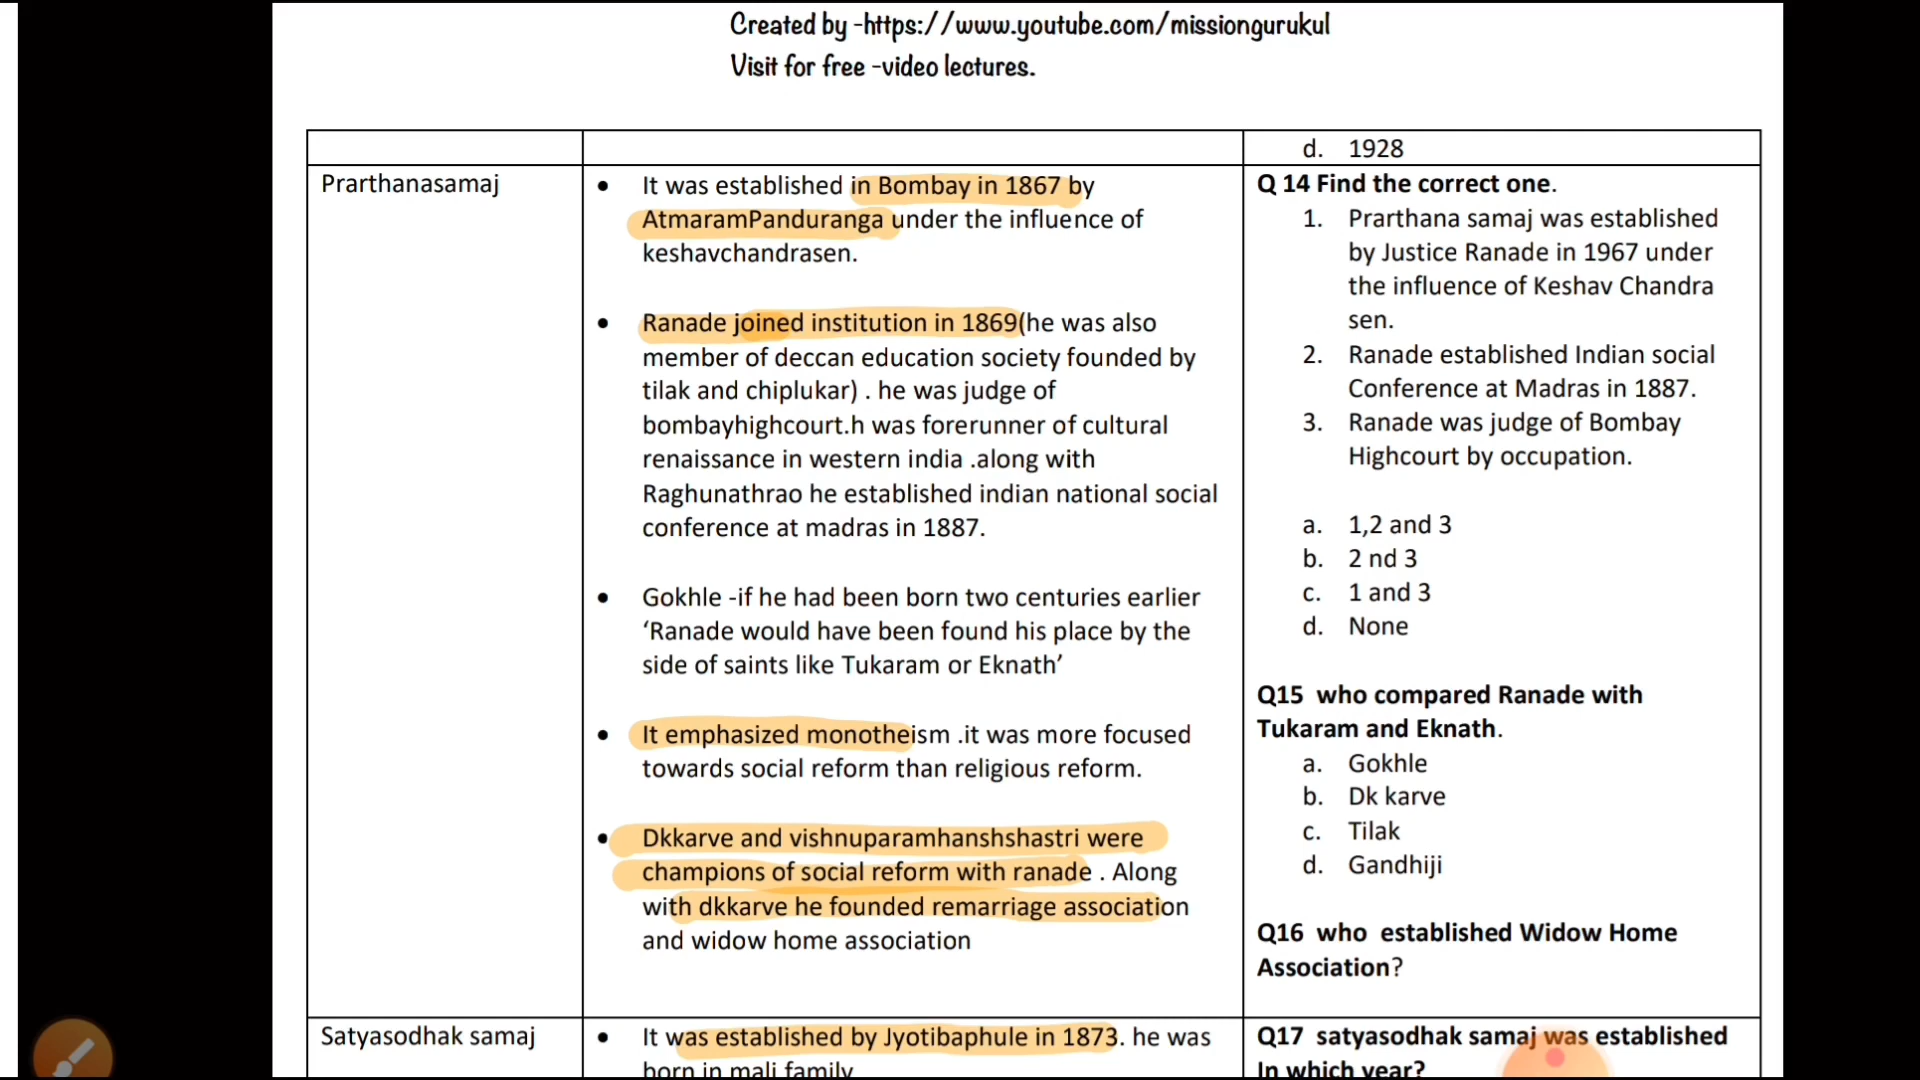 Created by -https://www.youtube.com/missiongurukul
Visit for free -video lectures.
d. 1928
Prarthanasamaj
• It was established in Bombay in 1867 by
AtmaramPanduranga under the influence of
keshavchandrasen.
• Ranade joined institution in 1869(he was also
member of deccan education society founded by
tilak and chiplukar) . he was judge of
bombayhighcourt.h was forerunner of cultural
renaissance in western india .along with
Raghunathrao he established indian national social
conference at madras in 1887.
• Gokhle -if he had been born two centuries earlier
‘Ranade would have been found his place by the
side of saints like Tukaram or Eknath’
• It emphasized monotheism .it was more focused
towards social reform than religious reform.
• Dkkarve and vishnuparamhanshshastri were
champions of social reform with ranade . Along
with dkkarve he founded remarriage association
and widow home association
Q 14 Find the correct one.
1. Prarthana samaj was established
by Justice Ranade in 1967 under
the influence of Keshav Chandra
sen.
2. Ranade established Indian social
Conference at Madras in 1887.
3. Ranade was judge of Bombay
Highcourt by occupation.
a. 1,2 and 3
b. 2 nd 3
c. 1 and 3
d. None
Q15 who compared Ranade with
Tukaram and Eknath.
a. Gokhle
b. Dk karve
c. Tilak
d. Gandhiji
Q16 who established Widow Home
Association?
Satyasodhak samaj
• It was established by Jyotibaphule in 1873. he was
born in mali family
Q17 satyasodhak samaj was established
In which year?